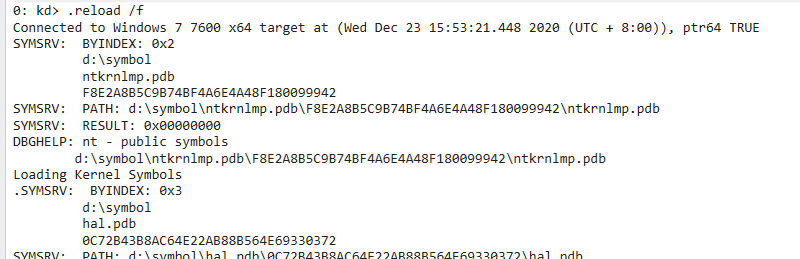 0: kd> .reload /f
Connected to Windows 7 7600 x64 target at (Wed Dec 23 15:53:21.448 2020 (UTC + 8:00)), ptr64 TRUE
SYMSRV:  BYINDEX: 0x2
         d:\symbol
         ntkrnlmp.pdb
         F8E2A8B5C9B74BF4A6E4A48F180099942
SYMSRV:  PATH: d:\symbol\ntkrnlmp.pdb\F8E2A8B5C9B74BF4A6E4A48F180099942\ntkrnlmp.pdb
SYMSRV:  RESULT: 0x00000000
DBGHELP: nt - public symbols
        d:\symbol\ntkrnlmp.pdb\F8E2A8B5C9B74BF4A6E4A48F180099942\ntkrnlmp.pdb
Loading Kernel Symbols
.SYMSRV:  BYINDEX: 0x3
         d:\symbol
         hal.pdb
         0C72B43B8AC64E22AB88B564E69330372
SYMSRV:  PATH: d:\symbol\hal.pdb\0C72B43B8AC64E22AB88B564E69330372\hal.pdb